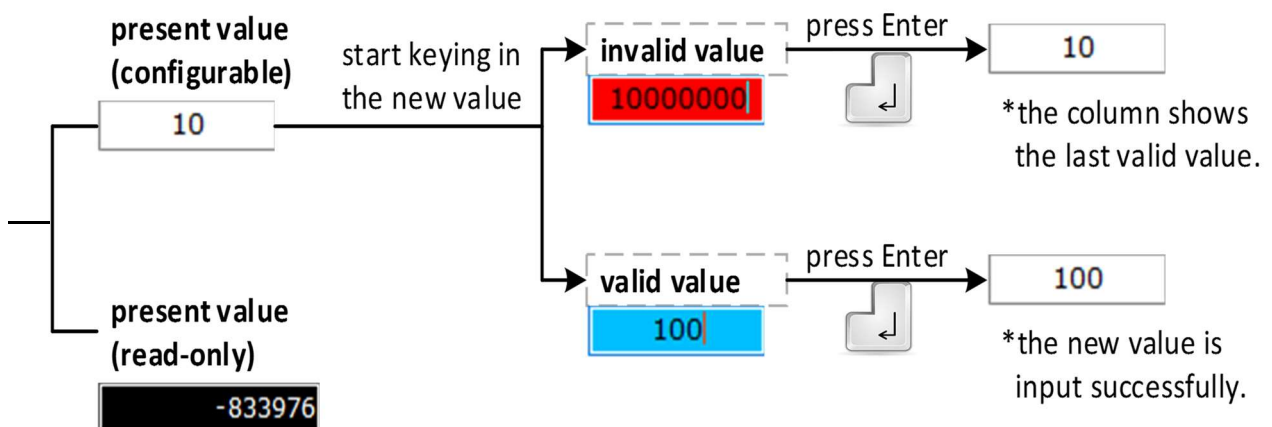 present value
(configurable)
10
start keying in
the new value
invalid value
10000000
press Enter
10
*the column shows
the last valid value.
valid value
100
press Enter
100
*the new value is
input successfully.
present value
(read-only)
-833976